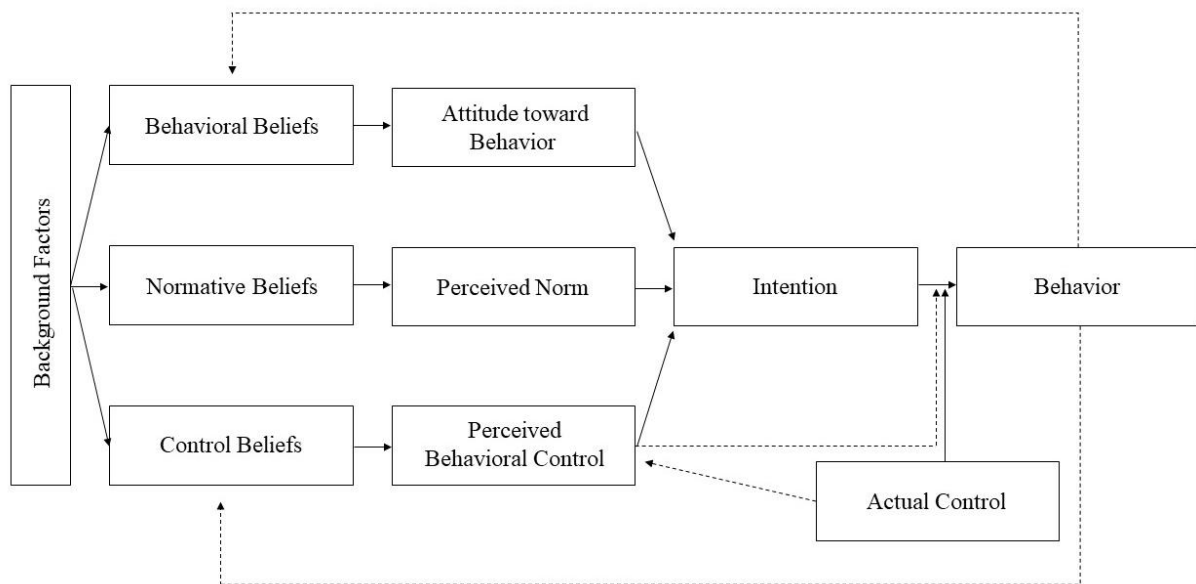 Background Factors
Behavioral Beliefs
Attitude toward
Behavior
Normative Beliefs
Perceived Norm
Intention
Behavior
Control Beliefs
Perceived
Behavioral Control
Actual Control